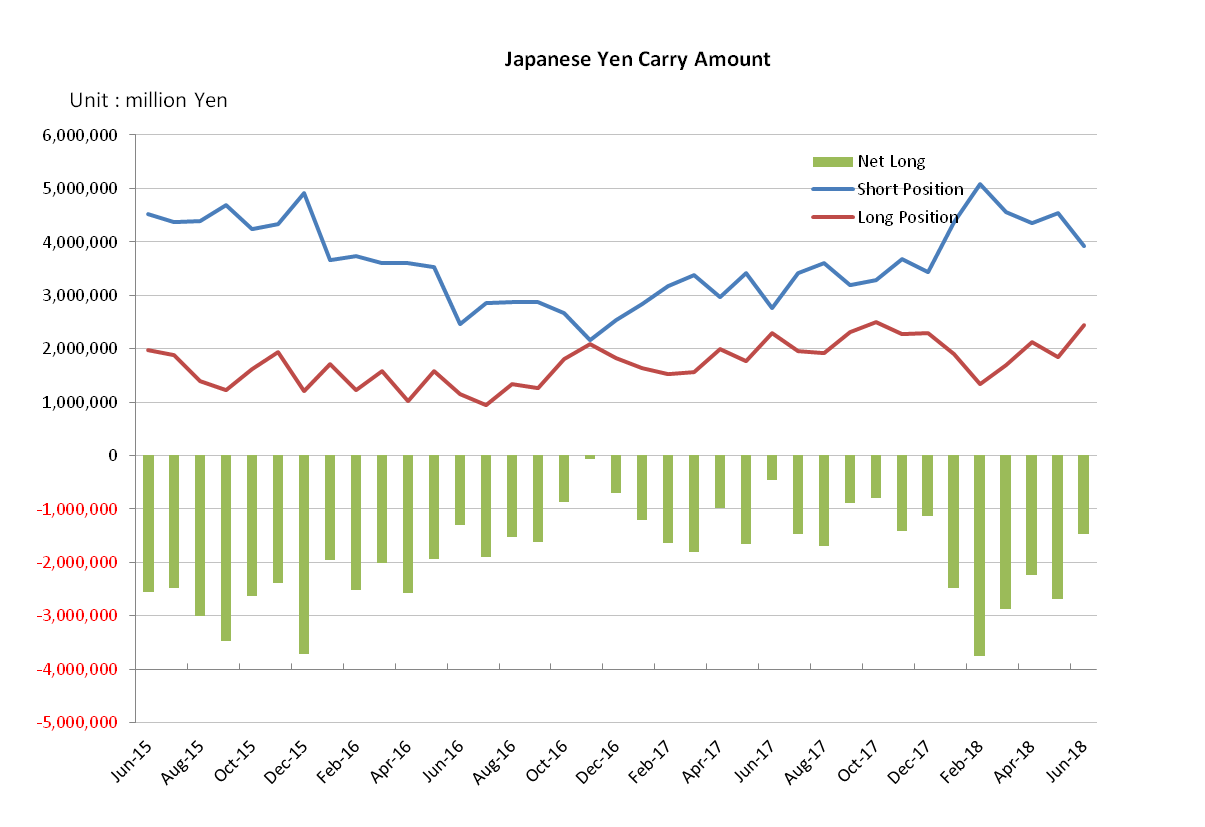 Japanese Yen Carry Amount
Unit : million Yen
6,000,000
5,000,000
4,000,000
3,000,000
2,000,000
1,000,000
0
-1,000,000
-2,000,000
-3,000,000
-4,000,000
-5,000,000
Net Long
Short Position
Long Position
Jun-15
Aug-15
Oct-15
Dec-15
Feb-16
Apr-16
Jun-16
Aug-16
Oct-16
Dec-16
Feb-17
Apr-17
Jun-17
Aug-17
Oct-17
Dec-17
Feb-18
Apr-18
Jun-18